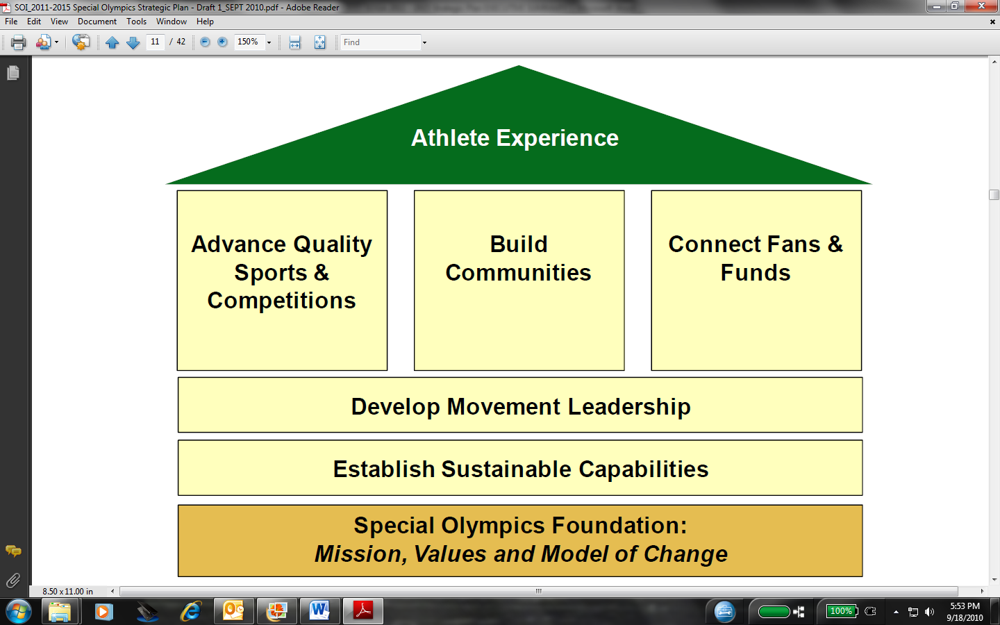 SOI_2011-2015 Special Olympics Strategic Plan - Draft 1_SEPT 2010.pdf - Adobe Reader
File Edit View Document Tools Window Help
11 / 42 150% Find
Athlete Experience
Advance Quality
Sports &
Competitions
Build
Communities
Connect Fans &
Funds
Develop Movement Leadership
Establish Sustainable Capabilities
Special Olympics Foundation:
Mission, Values and Model of Change
8.50 x 11.00 in
100%
5:53 PM
9/18/2010